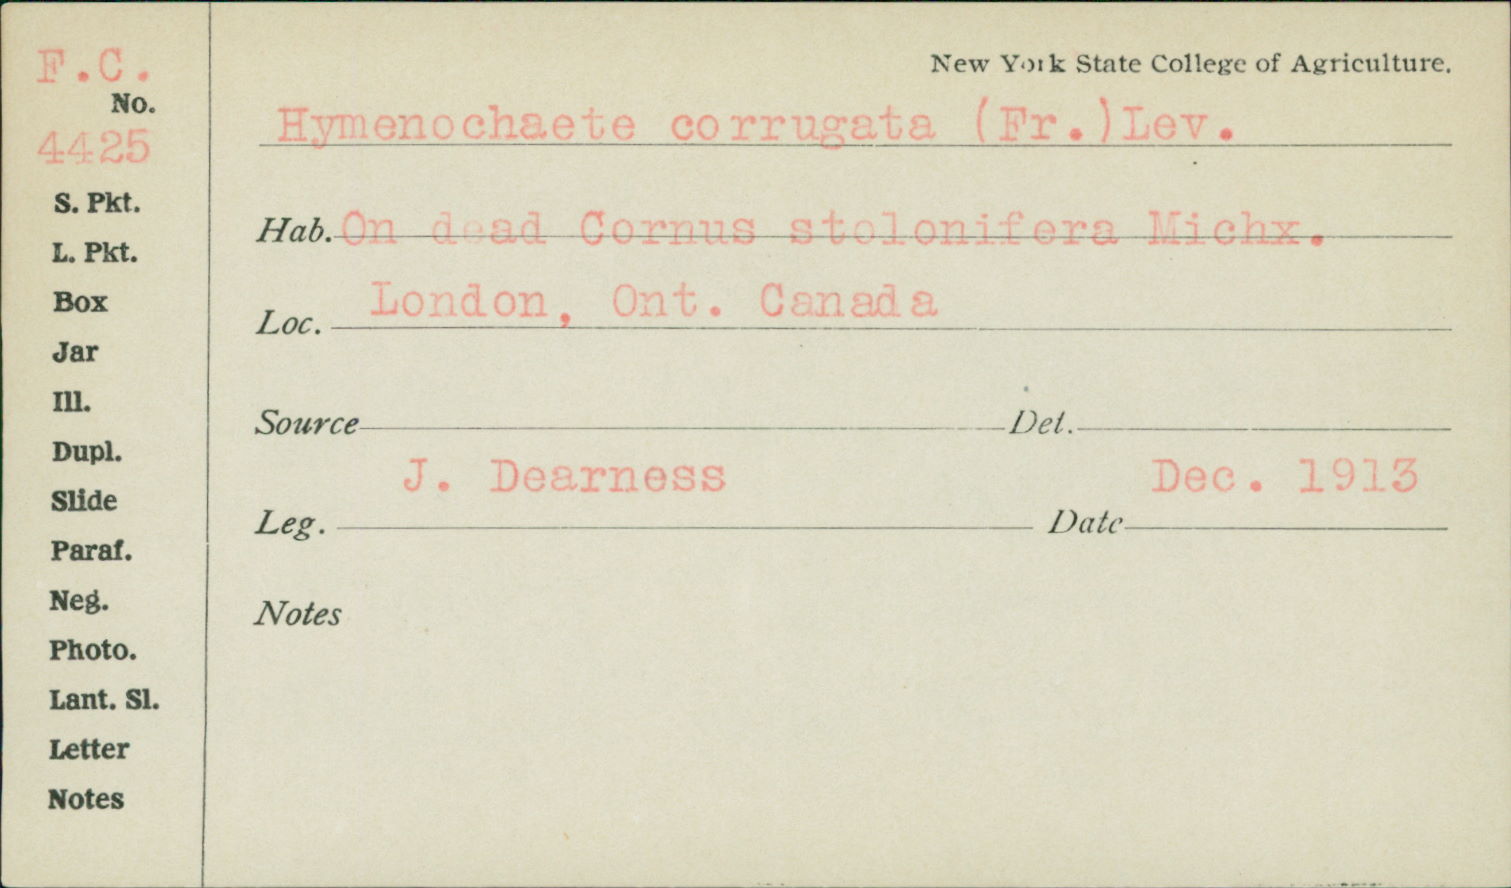 F.C.
No.
4425
S. Pkt.
L. Pkt.
Box
Jar
Ill.
Dupl.
Slide
Paraf.
Neg.
Photo.
Lant. Sl.
Letter
Notes
New York State College of Agriculture.
Hymenochaete corrugata (Fr.)Lev.
Hab. On dead Cornus stolonifera Michx.
Loc. London, Ont. Canada
Source Det.
Leg. J. Dearness Date Dec. 1913
Notes